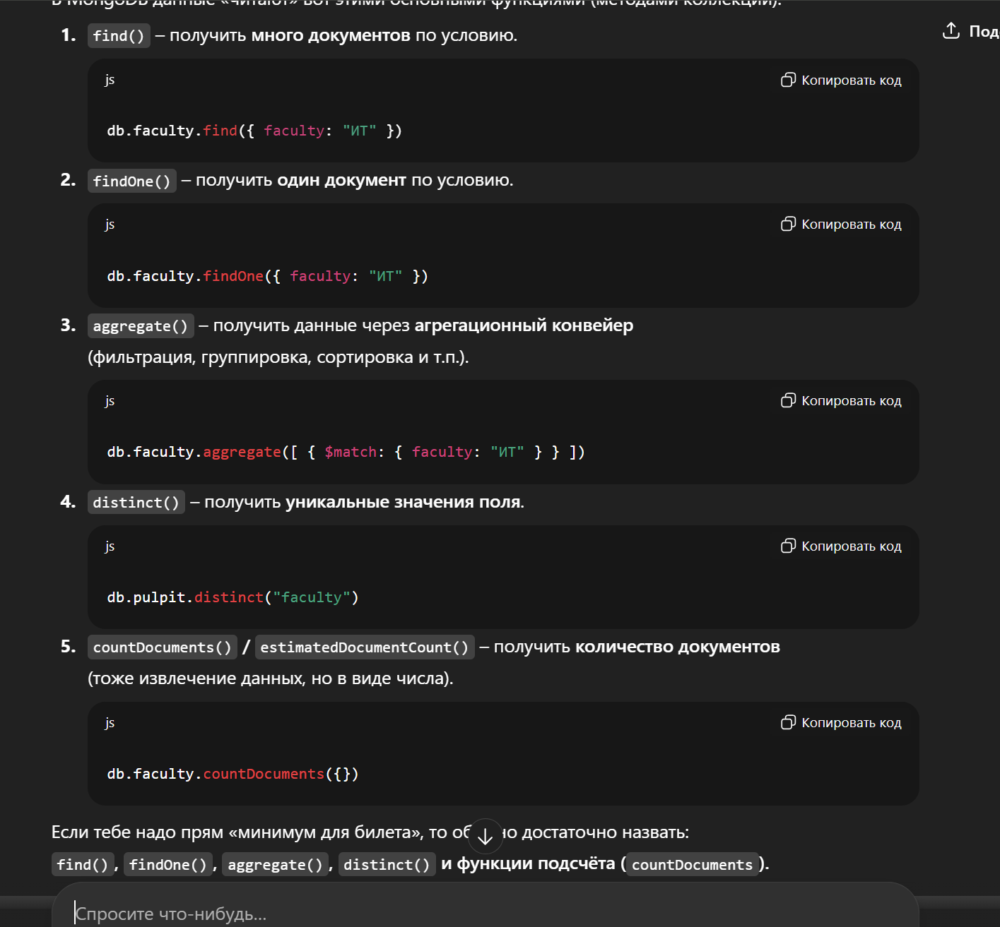 в MongoDB данные «читают» вот этими основными функциями (методами коллекции):
1. find() – получить много документов по условию.
Под
js
Копировать код
db.faculty.find({ faculty: "ИТ" })
2. findOne() – получить один документ по условию.
js
Копировать код
db.faculty.findOne({ faculty: "ИТ" })
3. aggregate() – получить данные через агрегационный конвейер
(фильтрация, группировка, сортировка и т.п.).
js
Копировать код
db.faculty.aggregate([ { $match: { faculty: "ИТ" } } ])
4. distinct() – получить уникальные значения поля.
js
Копировать код
db.pulpit.distinct("faculty")
5. countDocuments() / estimatedDocumentCount() – получить количество документов
(тоже извлечение данных, но в виде числа).
js
Копировать код
db.faculty.countDocuments({})
Если тебе надо прям «минимум для билета», то достаточно назвать:
find(), findOne(), aggregate(), distinct() и функции подсчёта (countDocuments).
Спросите что-нибудь...